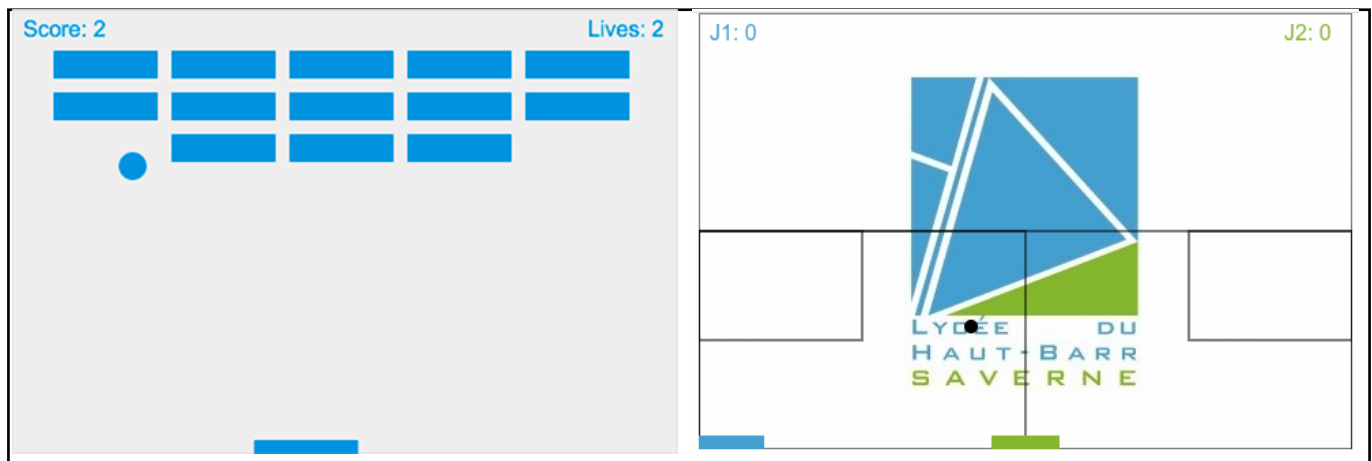 Score: 2
Lives: 2
J1: 0
J2: 0
LYCÉE DU
HAUT-BARR
SAVERNE